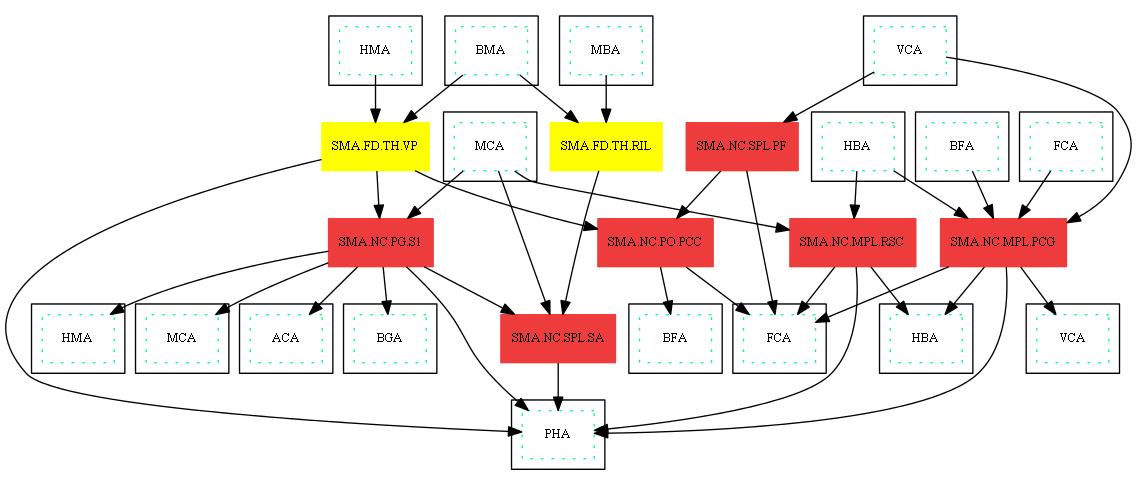 HMA
BMA
MBA
VCA
SMA.FD.TH.VP
MCA
SMA.FD.TH.RIL
SMA.NC.SPL.PF
HBA
BFA
FCA
SMA.NC.PG.S1
SMA.NC.PO.PCC
SMA.NC.MPL.RSC
SMA.NC.MPL.PCG
HMA
MCA
ACA
BGA
SMA.NC.SPL.SA
BFA
FCA
HBA
VCA
PHA